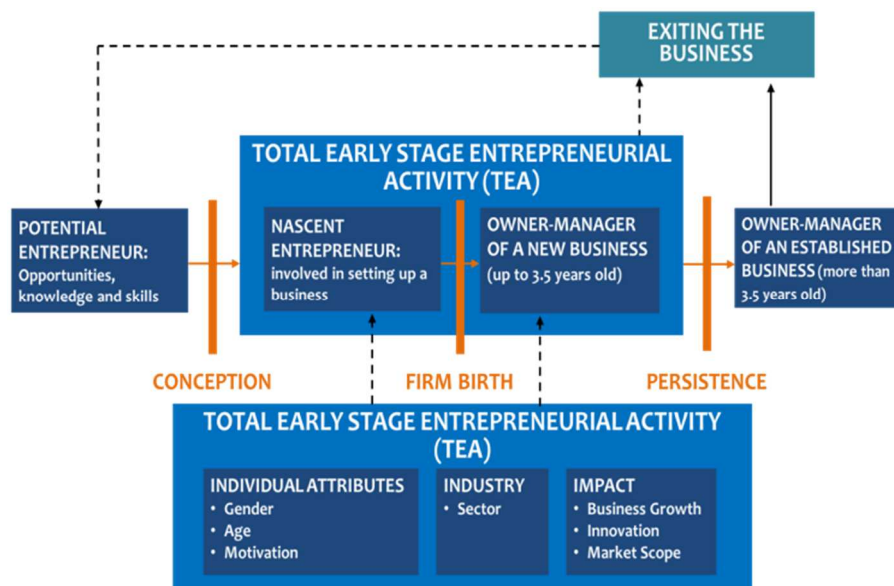 EXITING THE
BUSINESS
TOTAL EARLY STAGE ENTREPRENEURIAL
ACTIVITY (TEA)
POTENTIAL
ENTREPRENEUR:
Opportunities,
knowledge and skills
NASCENT
ENTREPRENEUR:
involved in setting up a
business
OWNER-MANAGER
OF A NEW BUSINESS
(up to 3.5 years old)
OWNER-MANAGER
OF AN ESTABLISHED
BUSINESS (more than
3.5 years old)
CONCEPTION
FIRM BIRTH
PERSISTENCE
TOTAL EARLY STAGE ENTREPRENEURIAL ACTIVITY
(TEA)
INDIVIDUAL ATTRIBUTES
• Gender
• Age
• Motivation
INDUSTRY
• Sector
IMPACT
• Business Growth
• Innovation
• Market Scope